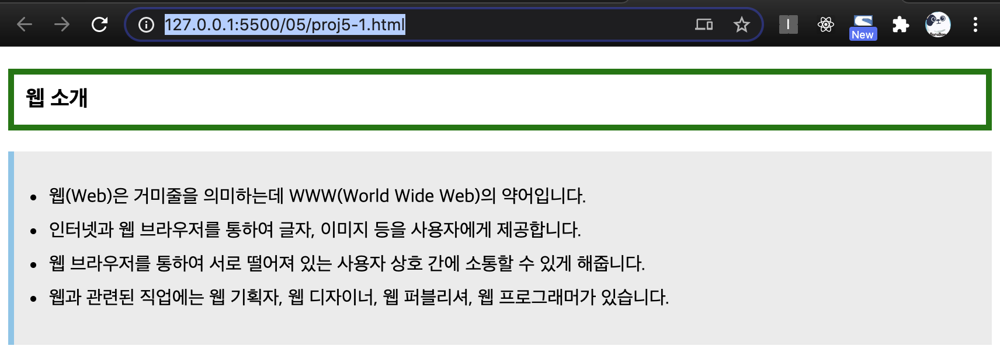 127.0.0.1:5500/05/proj5-1.html
New
웹 소개
웹(Web)은 거미줄을 의미하는데 WWW(World Wide Web)의 약어입니다.
인터넷과 웹 브라우저를 통하여 글자, 이미지 등을 사용자에게 제공합니다.
웹 브라우저를 통하여 서로 떨어져 있는 사용자 상호 간에 소통할 수 있게 해줍니다.
웹과 관련된 직업에는 웹 기획자, 웹 디자이너, 웹 퍼블리셔, 웹 프로그래머가 있습니다.